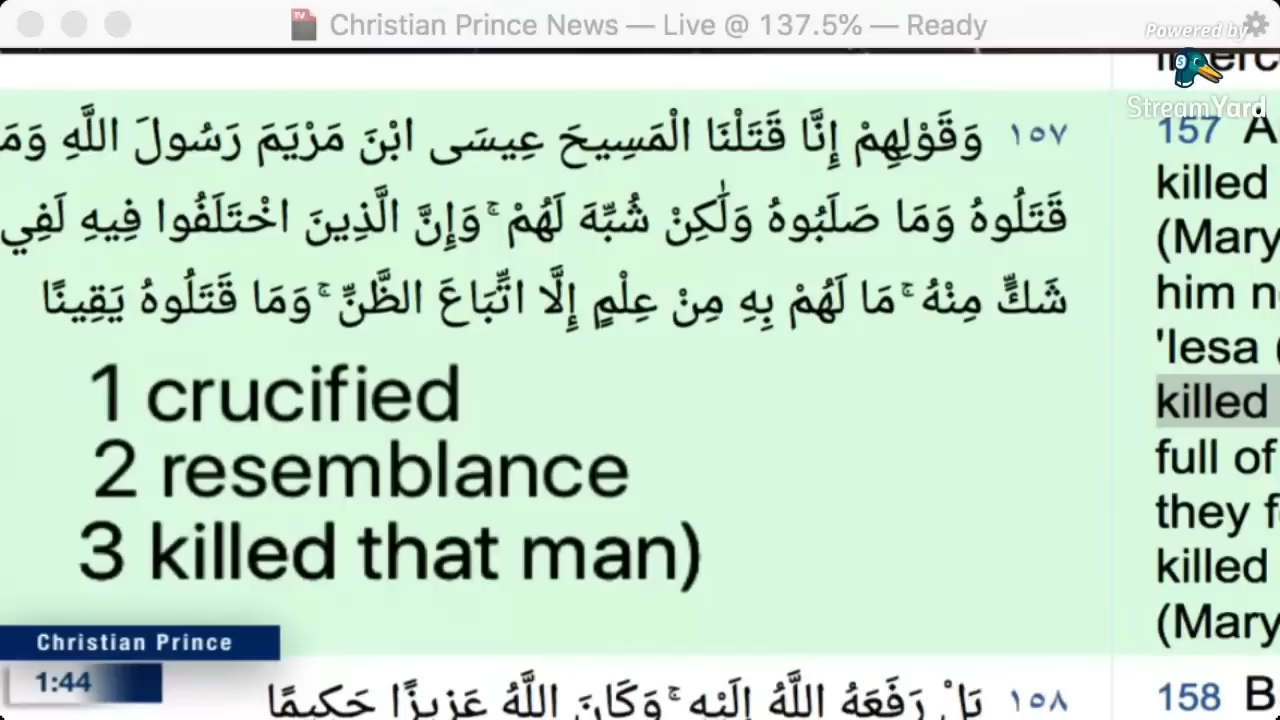 Christian Prince News — Live @ 137.5% — Ready
Powered by
StreamYard
١٥٧ وَقَوْلِهِمْ إِنَّا قَتَلْنَا الْمَسِيحَ عِيسَى ابْنَ مَرْيَمَ رَسُولَ اللَّهِ وَمَ
قَتَلُوهُ وَمَا صَلَبُوهُ وَلَٰكِنْ شُبِّهَ لَهُمْ ۚ وَإِنَّ الَّذِينَ اخْتَلَفُوا فِيهِ لَفِي
شَكٍّ مِنْهُ ۚ مَا لَهُمْ بِهِ مِنْ عِلْمٍ إِلَّا اتِّبَاعَ الظَّنِّ ۚ وَمَا قَتَلُوهُ يَقِينًا
1 crucified
2 resemblance
3 killed that man)
١٥٨ بَلْ رَفَعَهُ اللَّهُ إِلَيْهِ ۚ وَكَانَ اللَّهُ عَزِيزًا حَكِيمًا
157 A
killed
(Mary
him n
'Iesa (
killed
full of
they f
killed
(Mary
158 B
Christian Prince
1:44